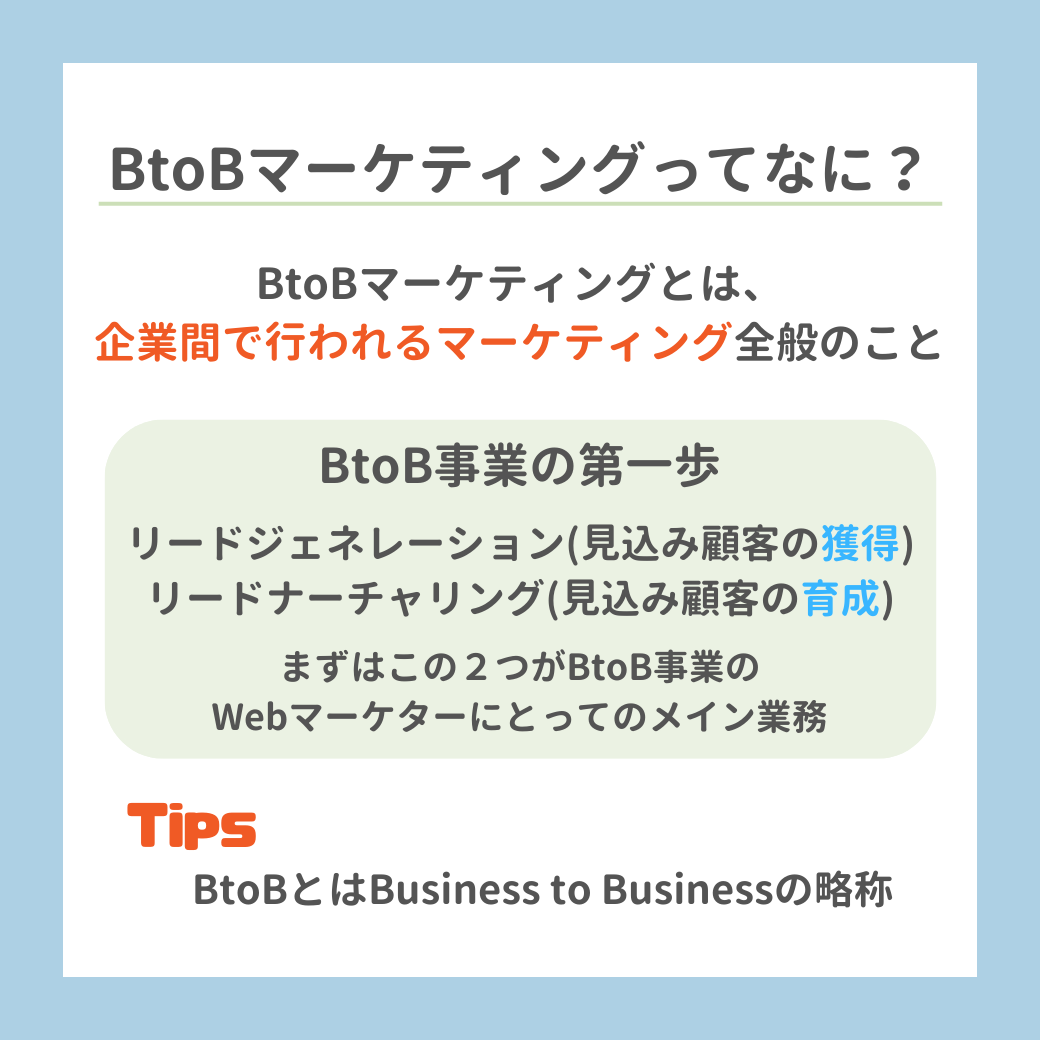 BtoBマーケティングってなに？
BtoBマーケティングとは、
企業間で行われるマーケティング全般のこと
BtoB事業の第一歩
リードジェネレーション(見込み顧客の獲得)
リードナーチャリング(見込み顧客の育成)
まずはこの２つがBtoB事業の
Webマーケターにとってのメイン業務
Tips
BtoBとはBusiness to Businessの略称